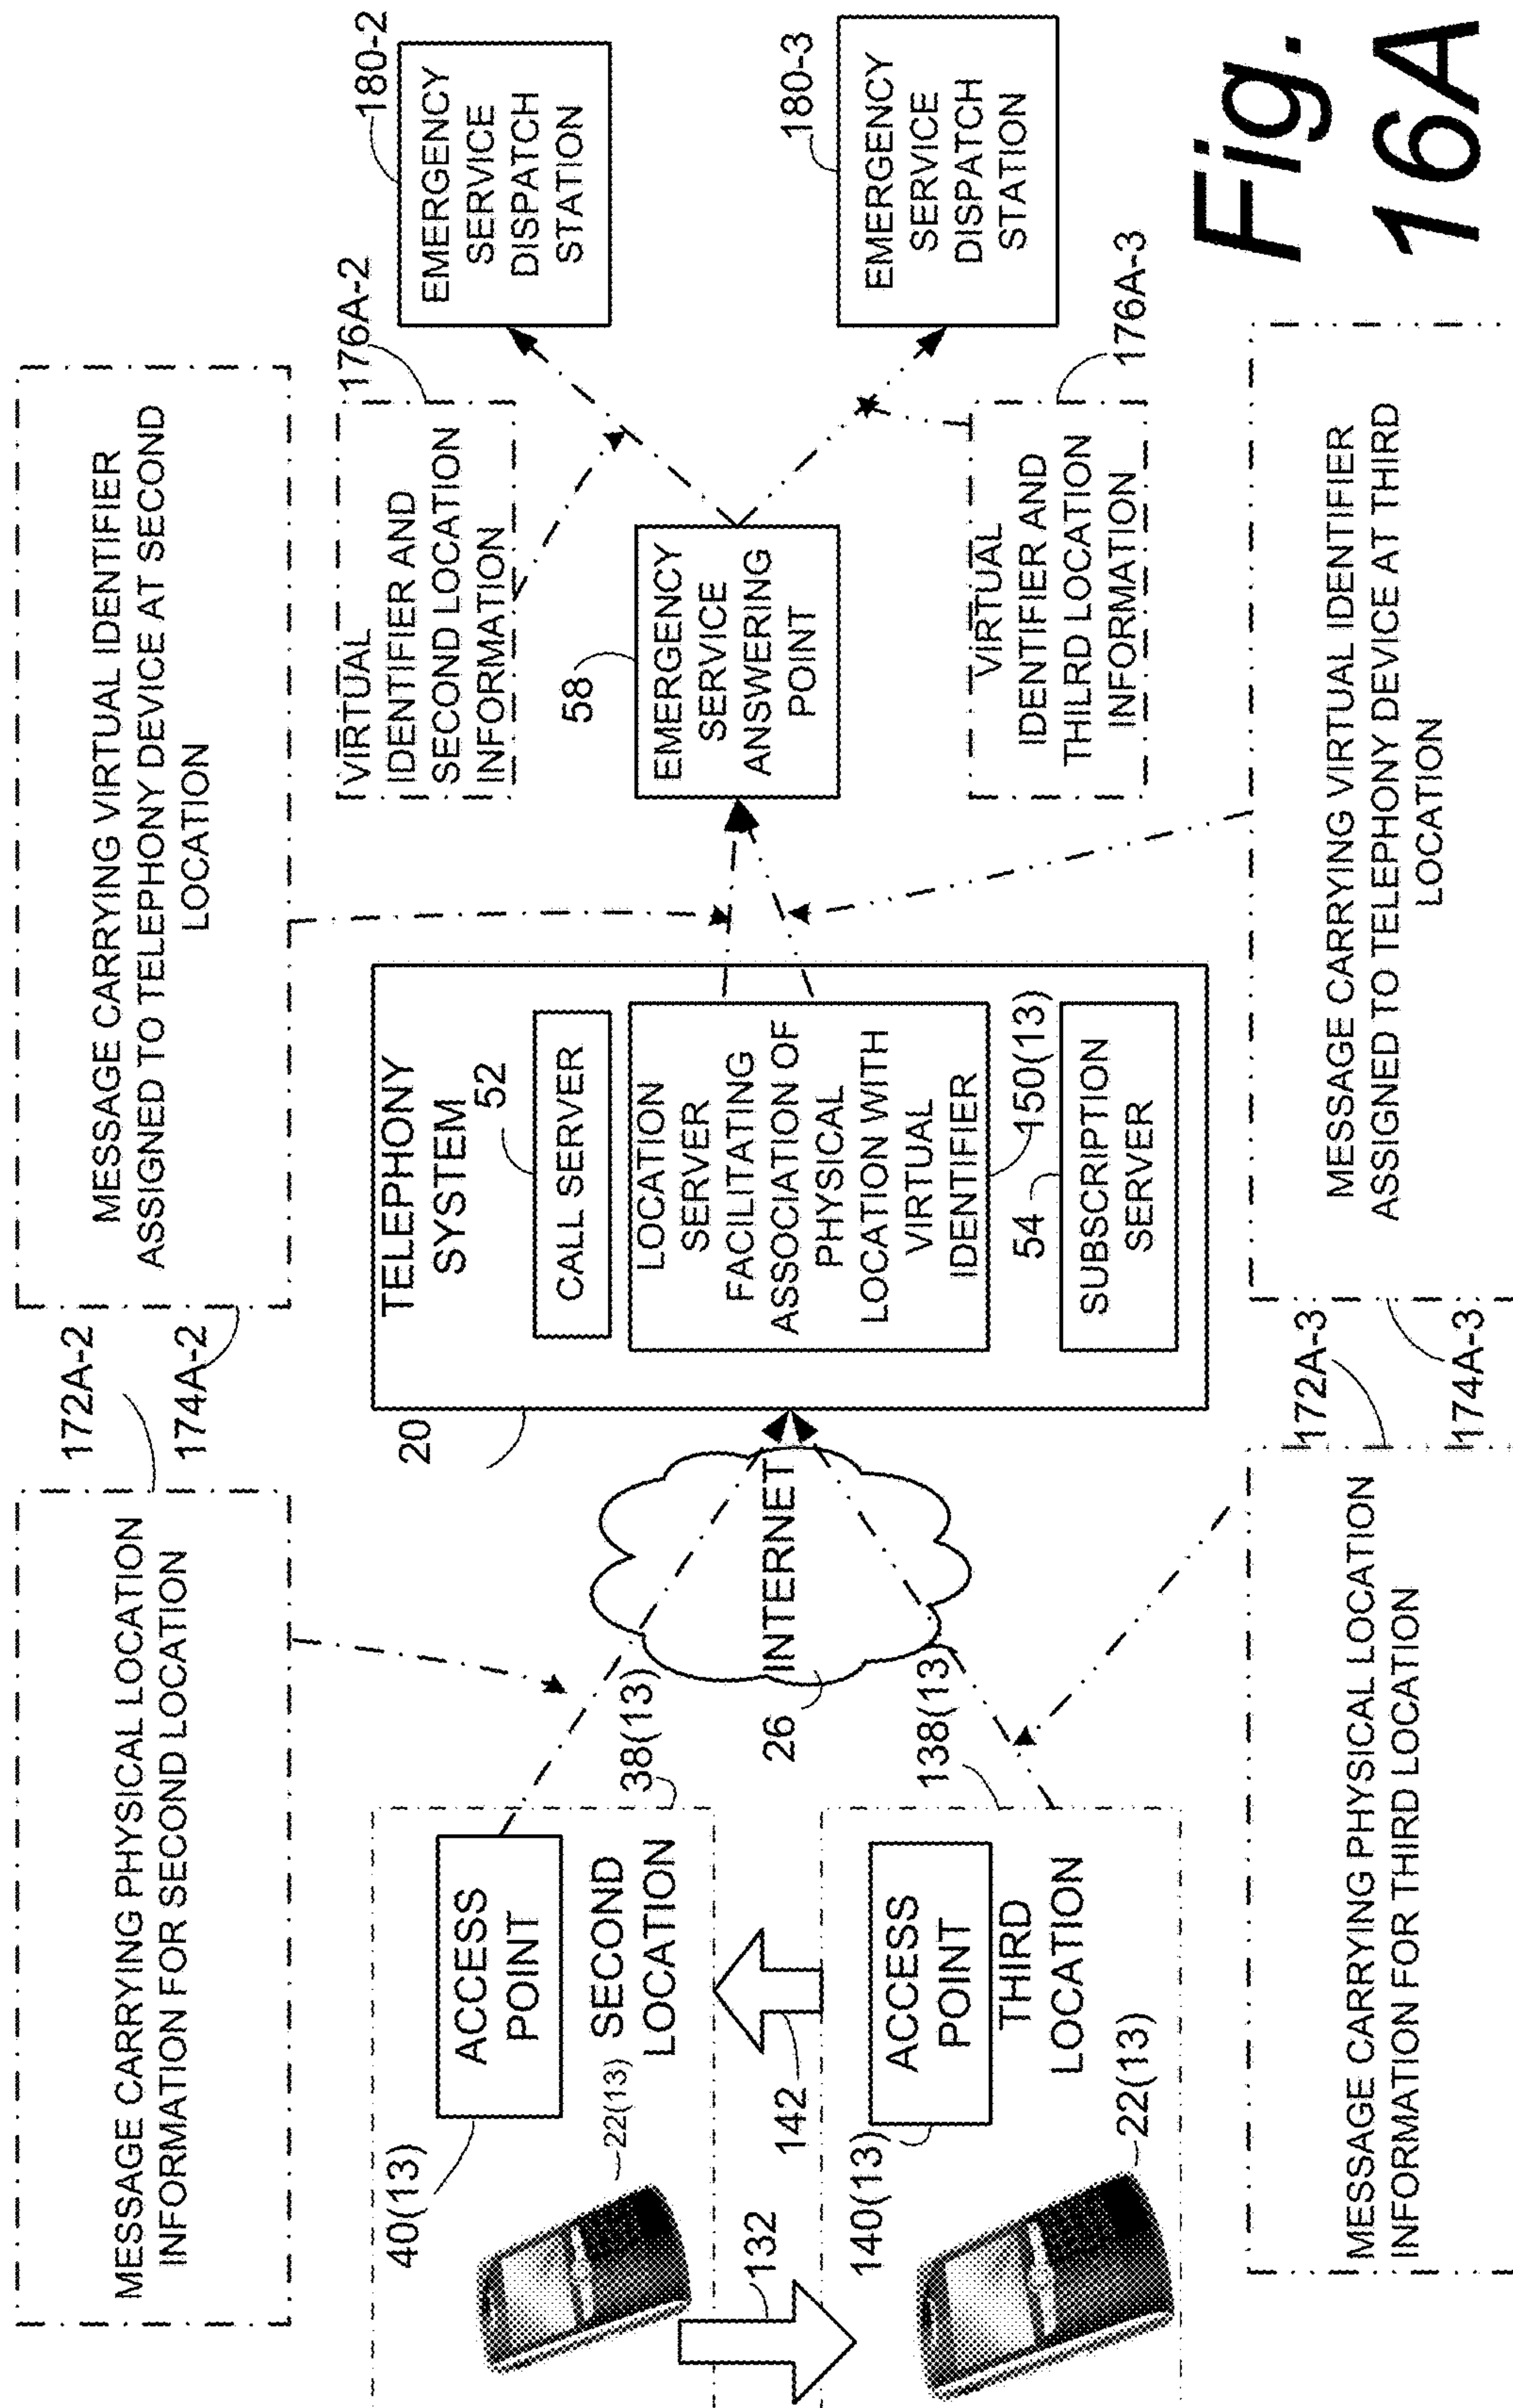 MESSAGE CARRYING PHYSICAL LOCATION
INFORMATION FOR SECOND LOCATION
172A-2
174A-2
MESSAGE CARRYING VIRTUAL IDENTIFIER
ASSIGNED TO TELEPHONY DEVICE AT SECOND
LOCATION
40(13)
ACCESS
POINT
22(13)
SECOND
LOCATION
38(13)
132
142
140(13)
ACCESS
POINT
THIRD
LOCATION
22(13)
138(13)
INTERNET
26
20
TELEPHONY
SYSTEM
52
CALL SERVER
LOCATION
SERVER
FACILITATING
ASSOCIATION OF
PHYSICAL
LOCATION WITH
VIRTUAL
IDENTIFIER
150(13)
54
SUBSCRIPTION
SERVER
VIRTUAL
IDENTIFIER AND
SECOND LOCATION
INFORMATION
176A-2
58
EMERGENCY
SERVICE
ANSWERING
POINT
VIRTUAL
IDENTIFIER AND
THILRD LOCATION
INFORMATION
176A-3
180-2
EMERGENCY
SERVICE
DISPATCH
STATION
180-3
EMERGENCY
SERVICE
DISPATCH
STATION
MESSAGE CARRYING PHYSICAL LOCATION
INFORMATION FOR THIRD LOCATION
172A-3
174A-3
MESSAGE CARRYING VIRTUAL IDENTIFIER
ASSIGNED TO TELEPHONY DEVICE AT THIRD
LOCATION
Fig.
16A